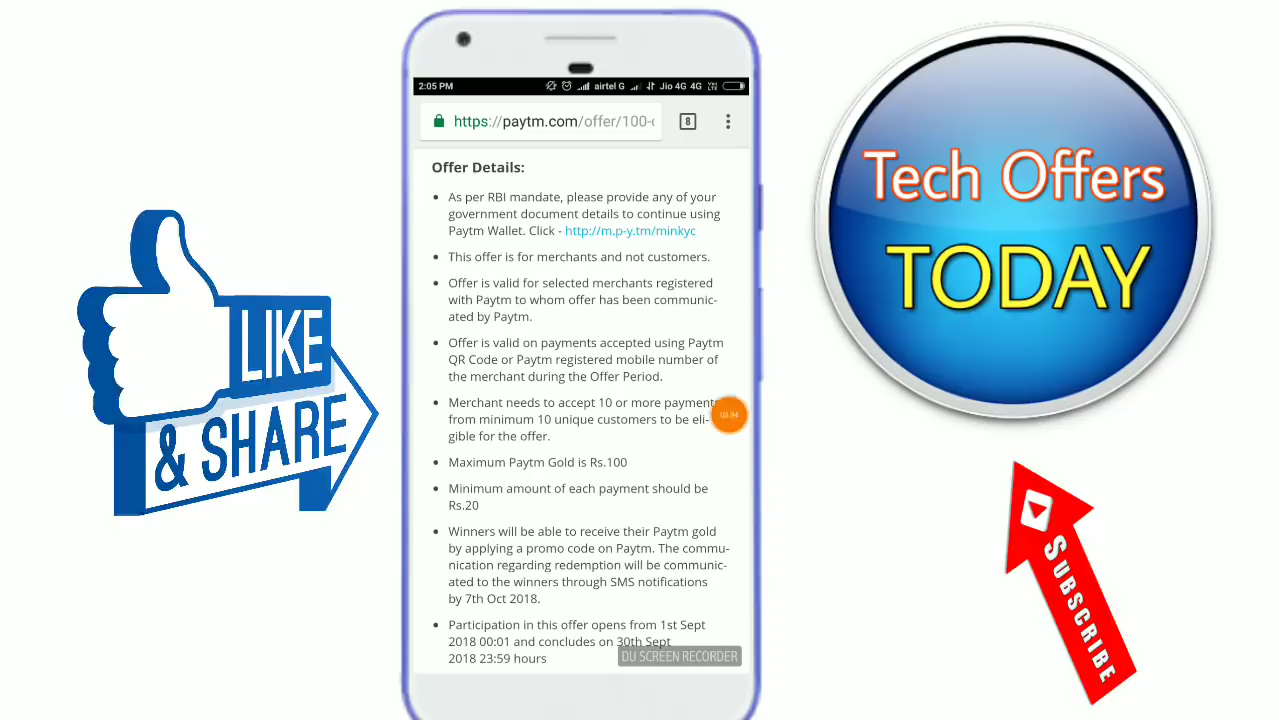 2:05 PM
airtel G
Jio 4G 4G
https://paytm.com/offer/100-
8
Offer Details:
As per RBI mandate, please provide any of your
government document details to continue using
Paytm Wallet. Click - http://m.p-y.tm/minkyc
This offer is for merchants and not customers.
Offer is valid for selected merchants registered
with Paytm to whom offer has been communic-
ated by Paytm.
Offer is valid on payments accepted using Paytm
QR Code or Paytm registered mobile number of
the merchant during the Offer Period.
Merchant needs to accept 10 or more payments
from minimum 10 unique customers to be eli-
gible for the offer.
Maximum Paytm Gold is Rs.100
Minimum amount of each payment should be
Rs.20
Winners will be able to receive their Paytm gold
by applying a promo code on Paytm. The commu-
nication regarding redemption will be communic-
ated to the winners through SMS notifications
by 7th Oct 2018.
Participation in this offer opens from 1st Sept
2018 00:01 and concludes on 30th Sept
2018 23:59 hours
DU SCREEN RECORDER
LIKE
& SHARE
Tech Offers
TODAY
SUBSCRIBE